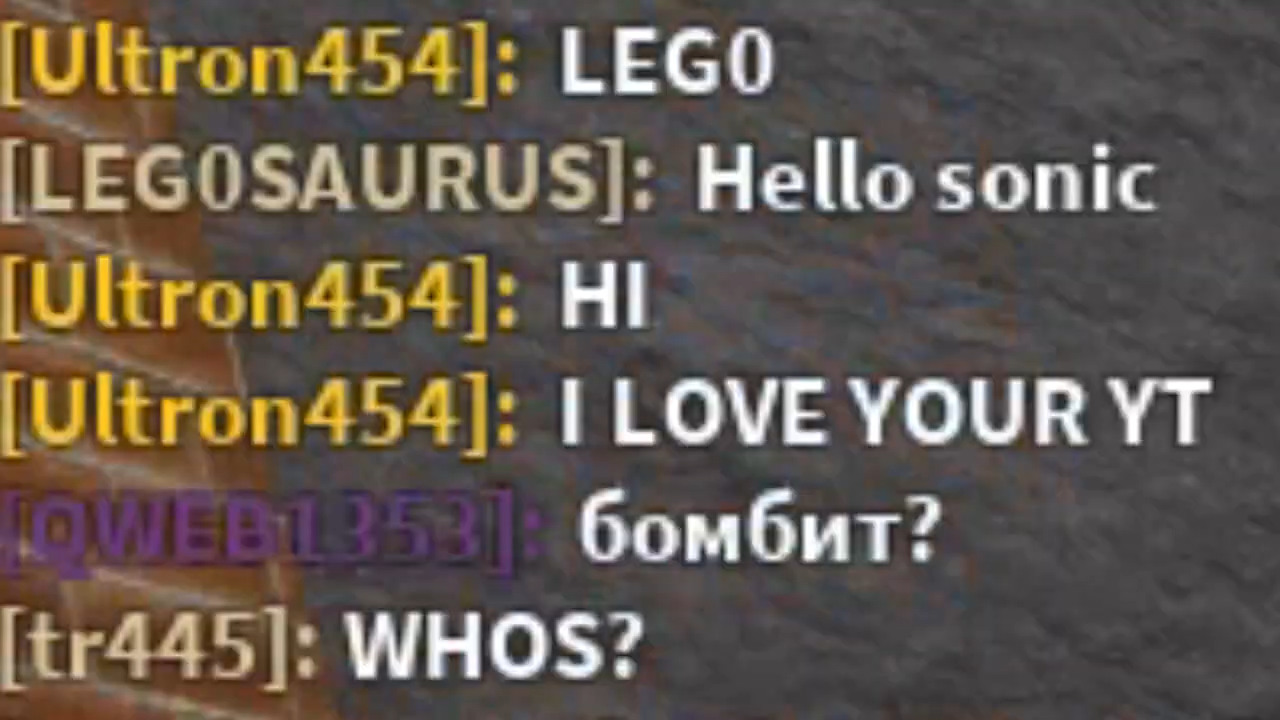 [Ultron454]: LEG0
[LEG0SAURUS]: Hello sonic
[Ultron454]: HI
[Ultron454]: I LOVE YOUR YT
[QWEB1353]: бомбит?
[tr445]: WHOS?